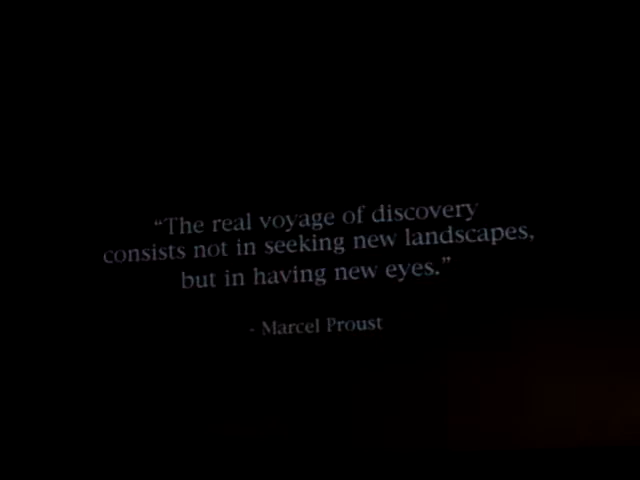 “The real voyage of discovery
consists not in seeking new landscapes,
but in having new eyes.”
- Marcel Proust